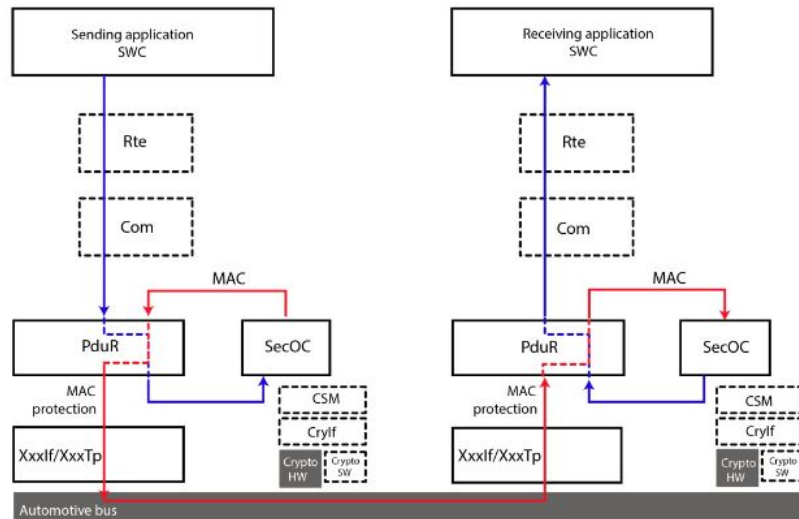 Sending application
SWC
Receiving application
SWC
Rte
Rte
Com
Com
MAC
MAC
PduR
SecOC
PduR
SecOC
MAC
protection
MAC
protection
CSM
CSM
CryIf
CryIf
XxxIf/XxxTp
Crypto
HW
Crypto
SW
XxxIf/XxxTp
Crypto
HW
Crypto
SW
Automotive bus